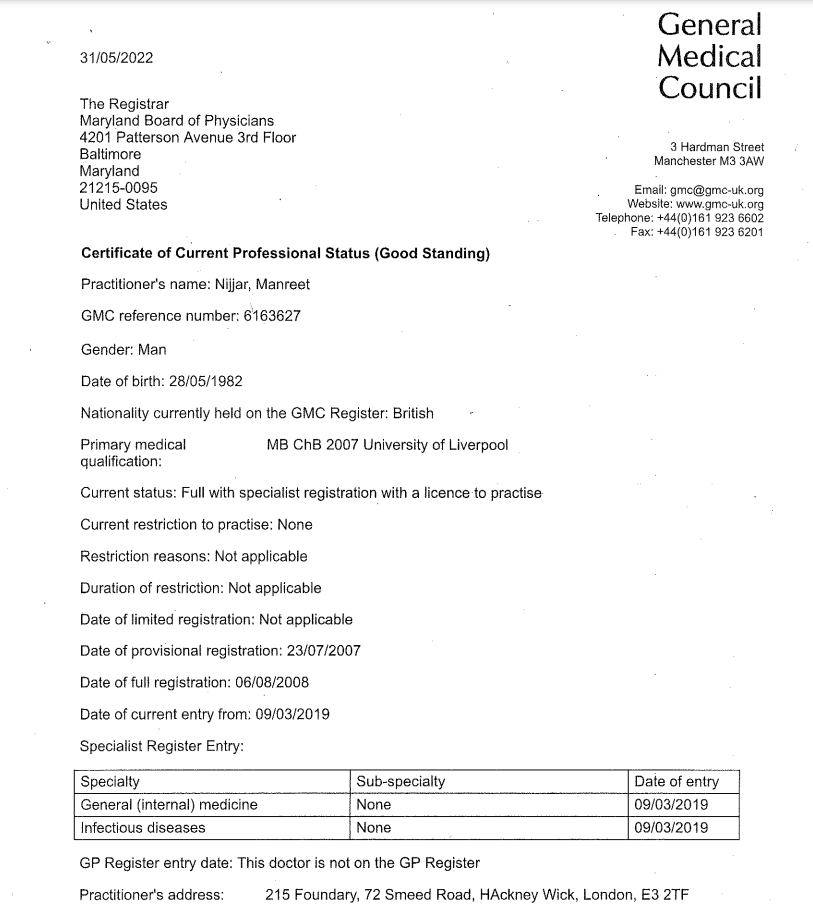 General
Medical
Council
31/05/2022
The Registrar
Maryland Board of Physicians
4201 Patterson Avenue 3rd Floor
Baltimore
Maryland
21215-0095
United States
3 Hardman Street
Manchester M3 3AW
Email: gmc@gmc-uk.org
Website: www.gmc-uk.org
Telephone: +44(0)161 923 6602
Fax: +44(0)161 923 6201
Certificate of Current Professional Status (Good Standing)
Practitioner's name: Nijjar, Manreet
GMC reference number: 6163627
Gender: Man
Date of birth: 28/05/1982
Nationality currently held on the GMC Register: British
Primary medical qualification: MB ChB 2007 University of Liverpool
Current status: Full with specialist registration with a licence to practise
Current restriction to practise: None
Restriction reasons: Not applicable
Duration of restriction: Not applicable
Date of limited registration: Not applicable
Date of provisional registration: 23/07/2007
Date of full registration: 06/08/2008
Date of current entry from: 09/03/2019
Specialist Register Entry:
Specialty Sub-specialty Date of entry
General (internal) medicine None 09/03/2019
Infectious diseases None 09/03/2019
GP Register entry date: This doctor is not on the GP Register
Practitioner's address: 215 Foundary, 72 Smeed Road, HAckney Wick, London, E3 2TF